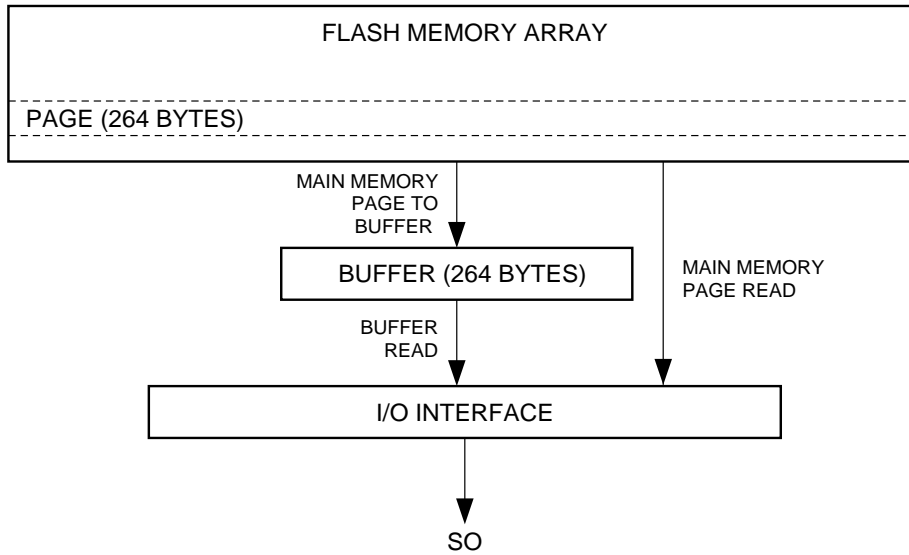 FLASH MEMORY ARRAY
PAGE (264 BYTES)
MAIN MEMORY
PAGE TO
BUFFER
BUFFER (264 BYTES)
MAIN MEMORY
PAGE READ
BUFFER
READ
I/O INTERFACE
SO